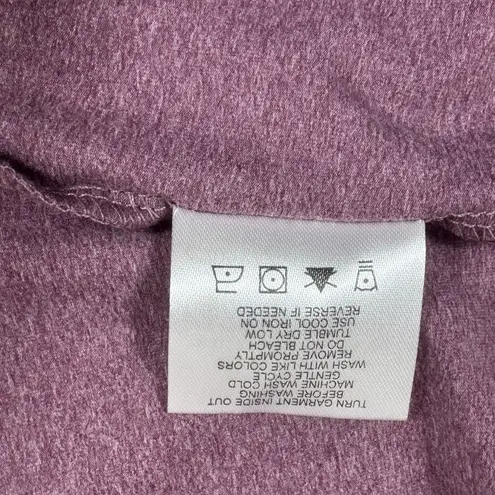 TURN GARMENT INSIDE OUT
BEFORE WASHING
MACHINE WASH COLD
GENTLE CYCLE
WASH WITH LIKE COLORS
REMOVE PROMPTLY
DO NOT BLEACH
TUMBLE DRY LOW
USE COOL IRON ON
REVERSE IF NEEDED